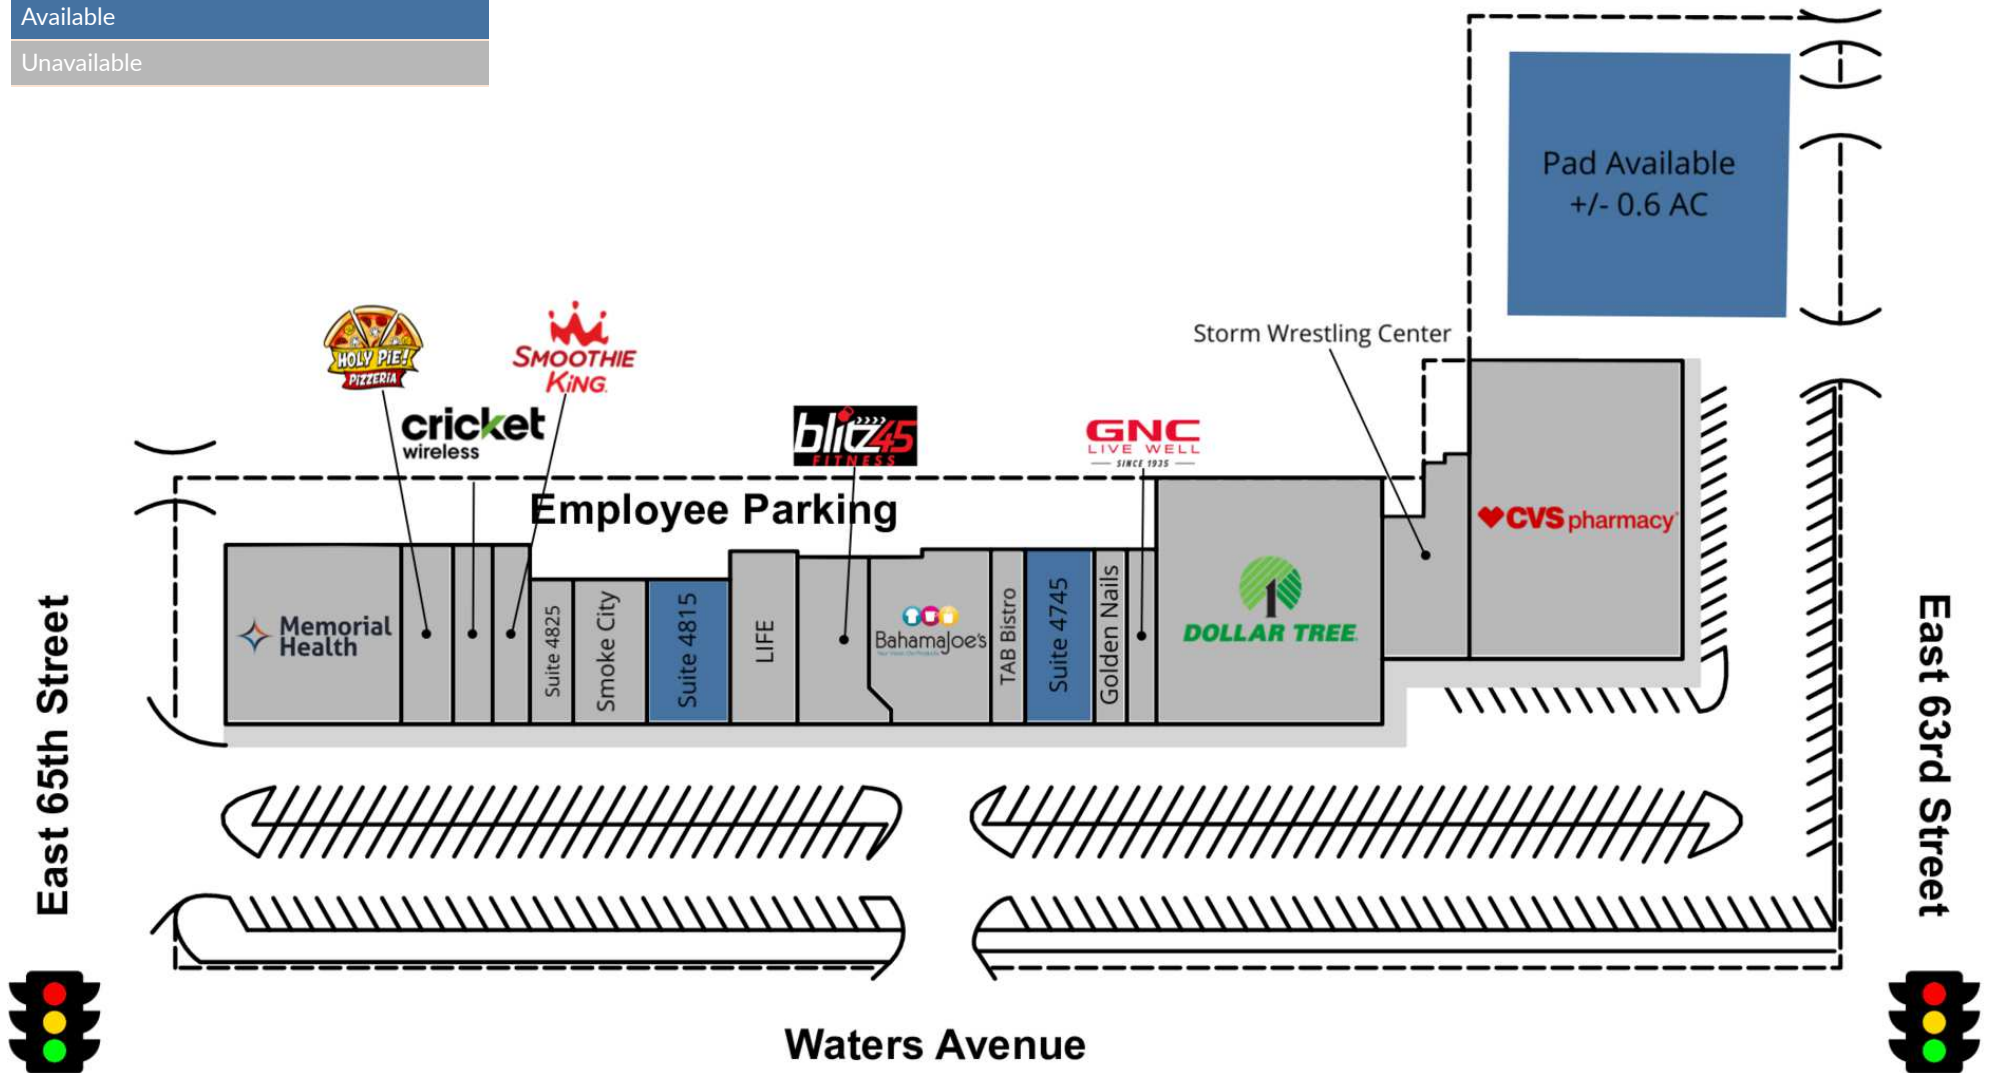 Available
Unavailable
Pad Available
+/- 0.6 AC
HOLY PIE!
PIZZERIA
SMOOTHIE
KING
cricket
wireless
blitz45
FITNESS
GNC
LIVE WELL
SINCE 1935
Storm Wrestling Center
Employee Parking
Memorial
Health
Suite 4825
Smoke City
Suite 4815
LIFE
BahamaJoe's
TAB Bistro
Suite 4745
Golden Nails
DOLLAR TREE
CVS pharmacy
East 65th Street
East 63rd Street
Waters Avenue